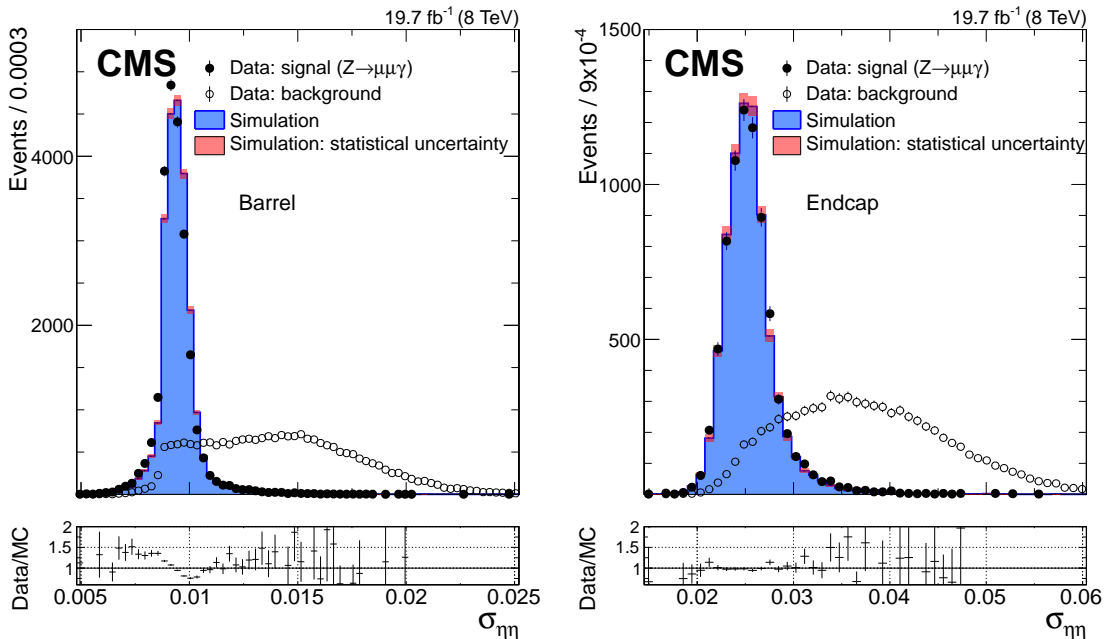 19.7 fb⁻¹ (8 TeV)
Events / 0.0003
CMS
Data: signal (Z→μμγ)
Data: background
Simulation
Simulation: statistical uncertainty
Barrel
4000
2000
Data/MC
2
1.5
1
0.005 0.01 0.015 0.02 0.025
σηη
19.7 fb⁻¹ (8 TeV)
Events / 9x10⁻⁴
CMS
Data: signal (Z→μμγ)
Data: background
Simulation
Simulation: statistical uncertainty
Endcap
1500
1000
500
0
Data/MC
2
1.5
1
0.02 0.03 0.04 0.05 0.06
σηη